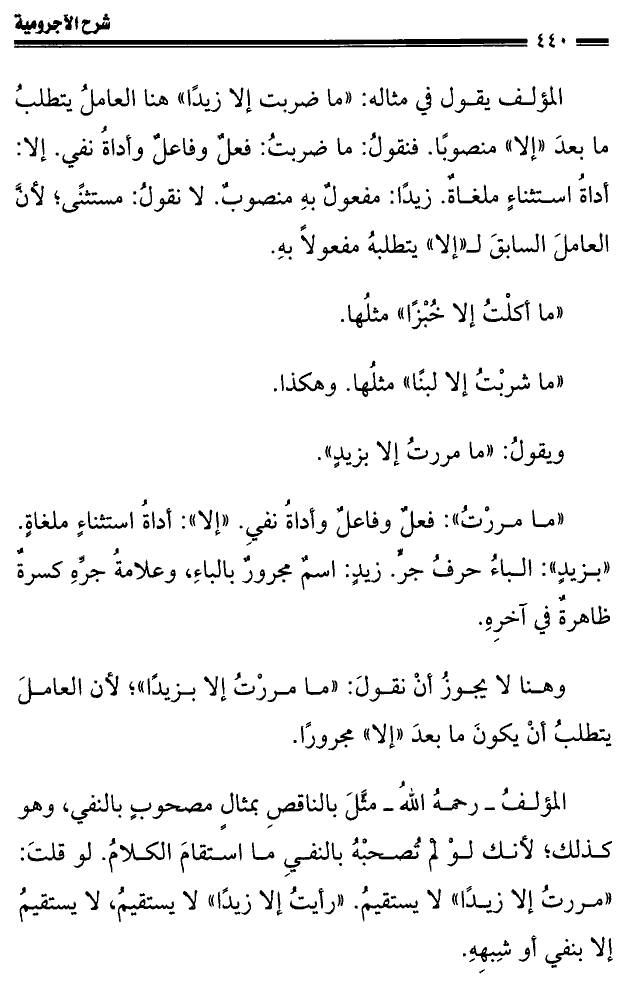 شرح الآجرومية
٤٤٠
المؤلف يقول في مثاله: «ما ضربت إلا زيدًا» هنا العاملُ يتطلبُ
ما بعدَ «إلا» منصوبًا. فنقولُ: ما ضربتُ: فعلٌ وفاعلٌ وأداةُ نفي. إلا:
أداةُ استثناءٍ ملغاةٌ. زيدًا: مفعولٌ بهِ منصوبٌ. لا نقولُ: مستثنًى؛ لأنَّ
العاملَ السابقَ لـ«إلا» يتطلبهُ مفعولاً بهِ.
«ما أكلْتُ إلا خُبْزًا» مثلُها.
«ما شربْتُ إلا لبنًا» مثلُها. وهكذا.
ويقولُ: «ما مررتُ إلا بزيدٍ».
«ما مررْتُ»: فعلٌ وفاعلٌ وأداةُ نفيٍ. «إلا»: أداةُ استثناءٍ ملغاةٍ.
«بزيدٍ»: الباءُ حرفُ جرٍّ. زيدٍ: اسمٌ مجرورٌ بالباءِ، وعلامةُ جرِّهِ كسرةٌ
ظاهرةٌ في آخرِهِ.
وهنا لا يجوزُ أنْ نقولَ: «ما مررْتُ إلا بزيدًا»؛ لأن العاملَ
يتطلبُ أنْ يكونَ ما بعدَ «إلا» مجرورًا.
المؤلفُ ـ رحمهُ اللهُ ـ مثَّلَ بالناقصِ بمثالٍ مصحوبٍ بالنفي، وهو
كذلك؛ لأنك لوْ لمْ تُصحبْهُ بالنفيِ ما استقامَ الكلامُ. لو قلتَ:
«مررتُ إلا زيدًا» لا يستقيمُ. «رأيتُ إلا زيدًا» لا يستقيمُ، لا يستقيمُ
إلا بنفي أو شبهِهِ.